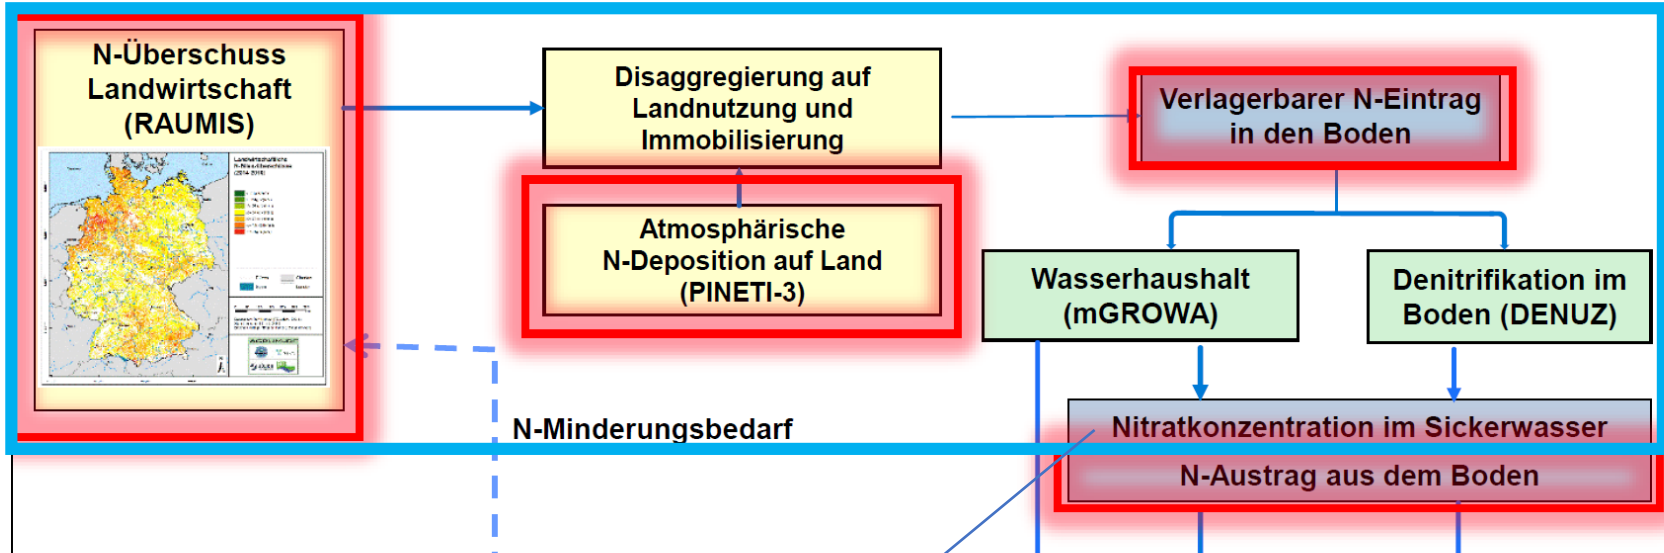 N-Überschuss
Landwirtschaft
(RAUMIS)
Disaggregierung auf
Landnutzung und
Immobilisierung
Verlagerbarer N-Eintrag
in den Boden
Atmosphärische
N-Deposition auf Land
(PINETI-3)
Wasserhaushalt
(mGROWA)
Denitrifikation im
Boden (DENUZ)
N-Minderungsbedarf
Nitratkonzentration im Sickerwasser
N-Austrag aus dem Boden